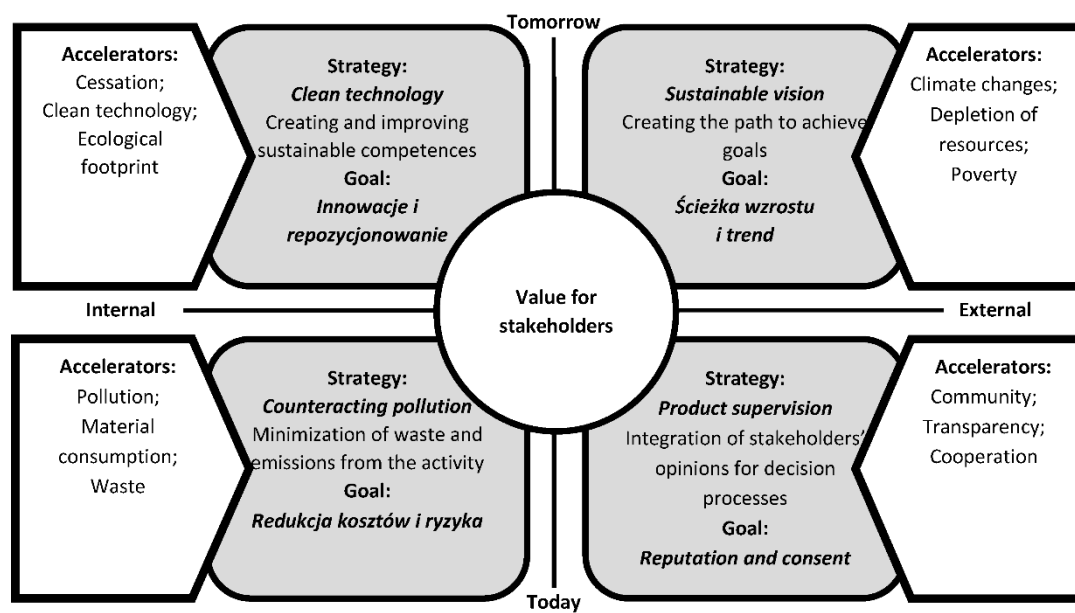 Tomorrow
Accelerators:
Cessation;
Clean technology;
Ecological
footprint
Strategy:
Clean technology
Creating and improving
sustainable competences
Goal:
Innowacje i
repozycjonowanie
Strategy:
Sustainable vision
Creating the path to achieve
goals
Goal:
Ścieżka wzrostu
i trend
Accelerators:
Climate changes;
Depletion of
resources;
Poverty
Internal
Value for
stakeholders
External
Accelerators:
Pollution;
Material
consumption;
Waste
Strategy:
Counteracting pollution
Minimization of waste and
emissions from the activity
Goal:
Redukcja kosztów i ryzyka
Strategy:
Product supervision
Integration of stakeholders’
opinions for decision
processes
Goal:
Reputation and consent
Accelerators:
Community;
Transparency;
Cooperation
Today